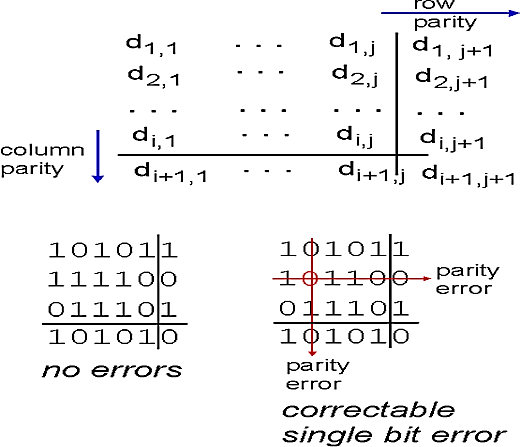 row
parity
d1,1 . . . d1,j d1, j+1
d2,1 . . . d2,j d2,j+1
. . . . . . . . . . . .
column
parity
di,1 . . . di,j di,j+1
di+1,1 . . . di+1,j di+1,j+1
101011
111100
011101
101010
no errors
101011
101100
parity
error
011101
101010
parity
error
correctable
single bit error